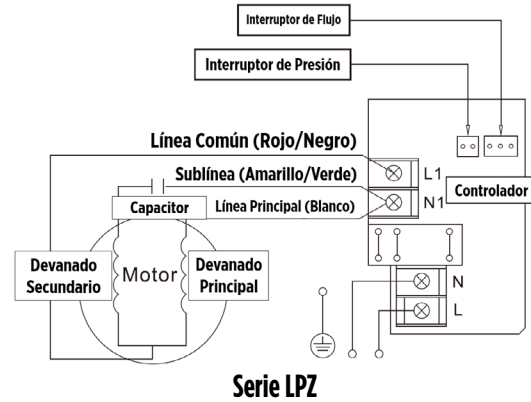 Interruptor de Flujo
Interruptor de Presión
Línea Común (Rojo/Negro)
L1
Sublínea (Amarillo/Verde)
Controlador
Capacitor
Línea Principal (Blanco)
N1
Devanado
Secundario
Motor
Devanado
Principal
N
L
Serie LPZ